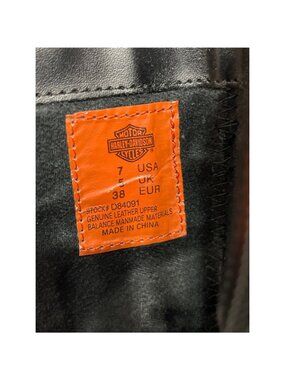 MOTOR
HARLEY-DAVIDSON
CYCLES
7 USA
5 UK
38 EUR
STOCK# D84091
GENUINE LEATHER UPPER
BALANCE MANMADE MATERIALS
MADE IN CHINA